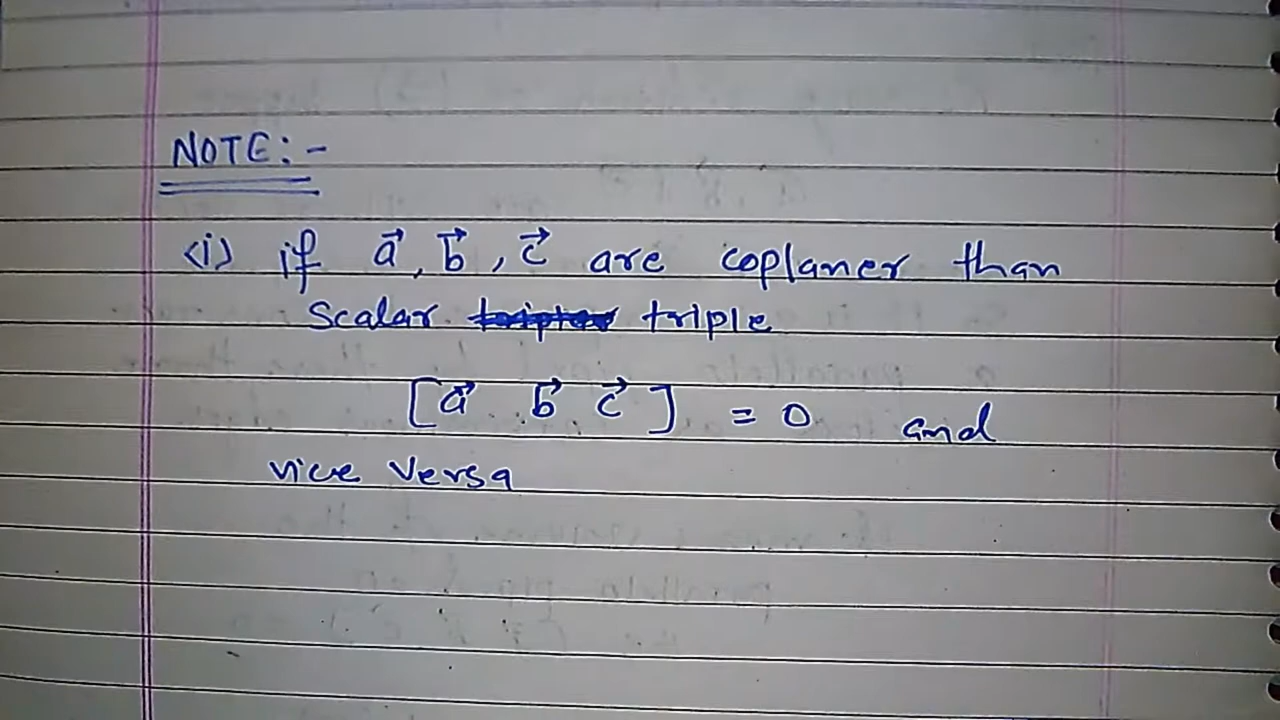 NOTE:-
(i) if a⃗, b⃗, c⃗ are coplaner than
scalar triple
[a⃗ b⃗ c⃗] = 0 and
vice versa